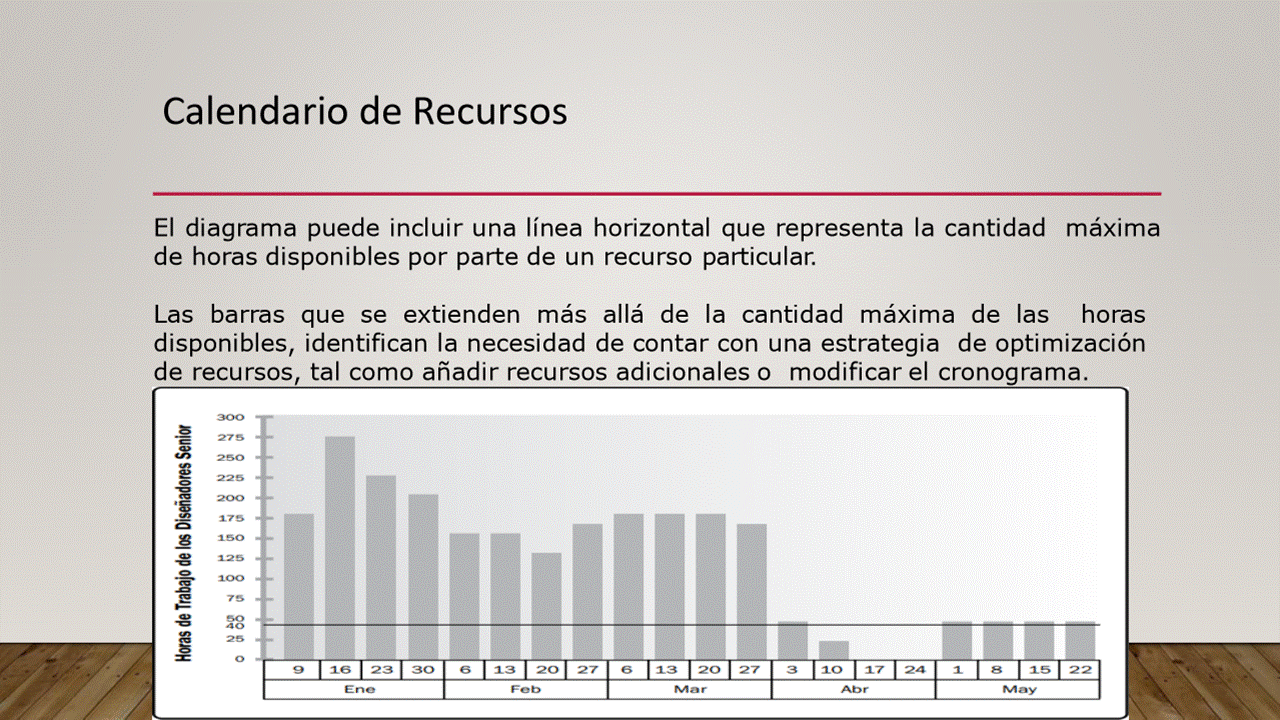 Calendario de Recursos
El diagrama puede incluir una línea horizontal que representa la cantidad máxima
de horas disponibles por parte de un recurso particular.
Las barras que se extienden más allá de la cantidad máxima de las horas
disponibles, identifican la necesidad de contar con una estrategia de optimización
de recursos, tal como añadir recursos adicionales o modificar el cronograma.
Horas de Trabajo de los Diseñadores Senior
300
275
250
225
200
175
150
125
100
75
50
40
25
0
9 16 23 30 6 13 20 27 6 13 20 27 3 10 17 24 1 8 15 22
Ene Feb Mar Abr May